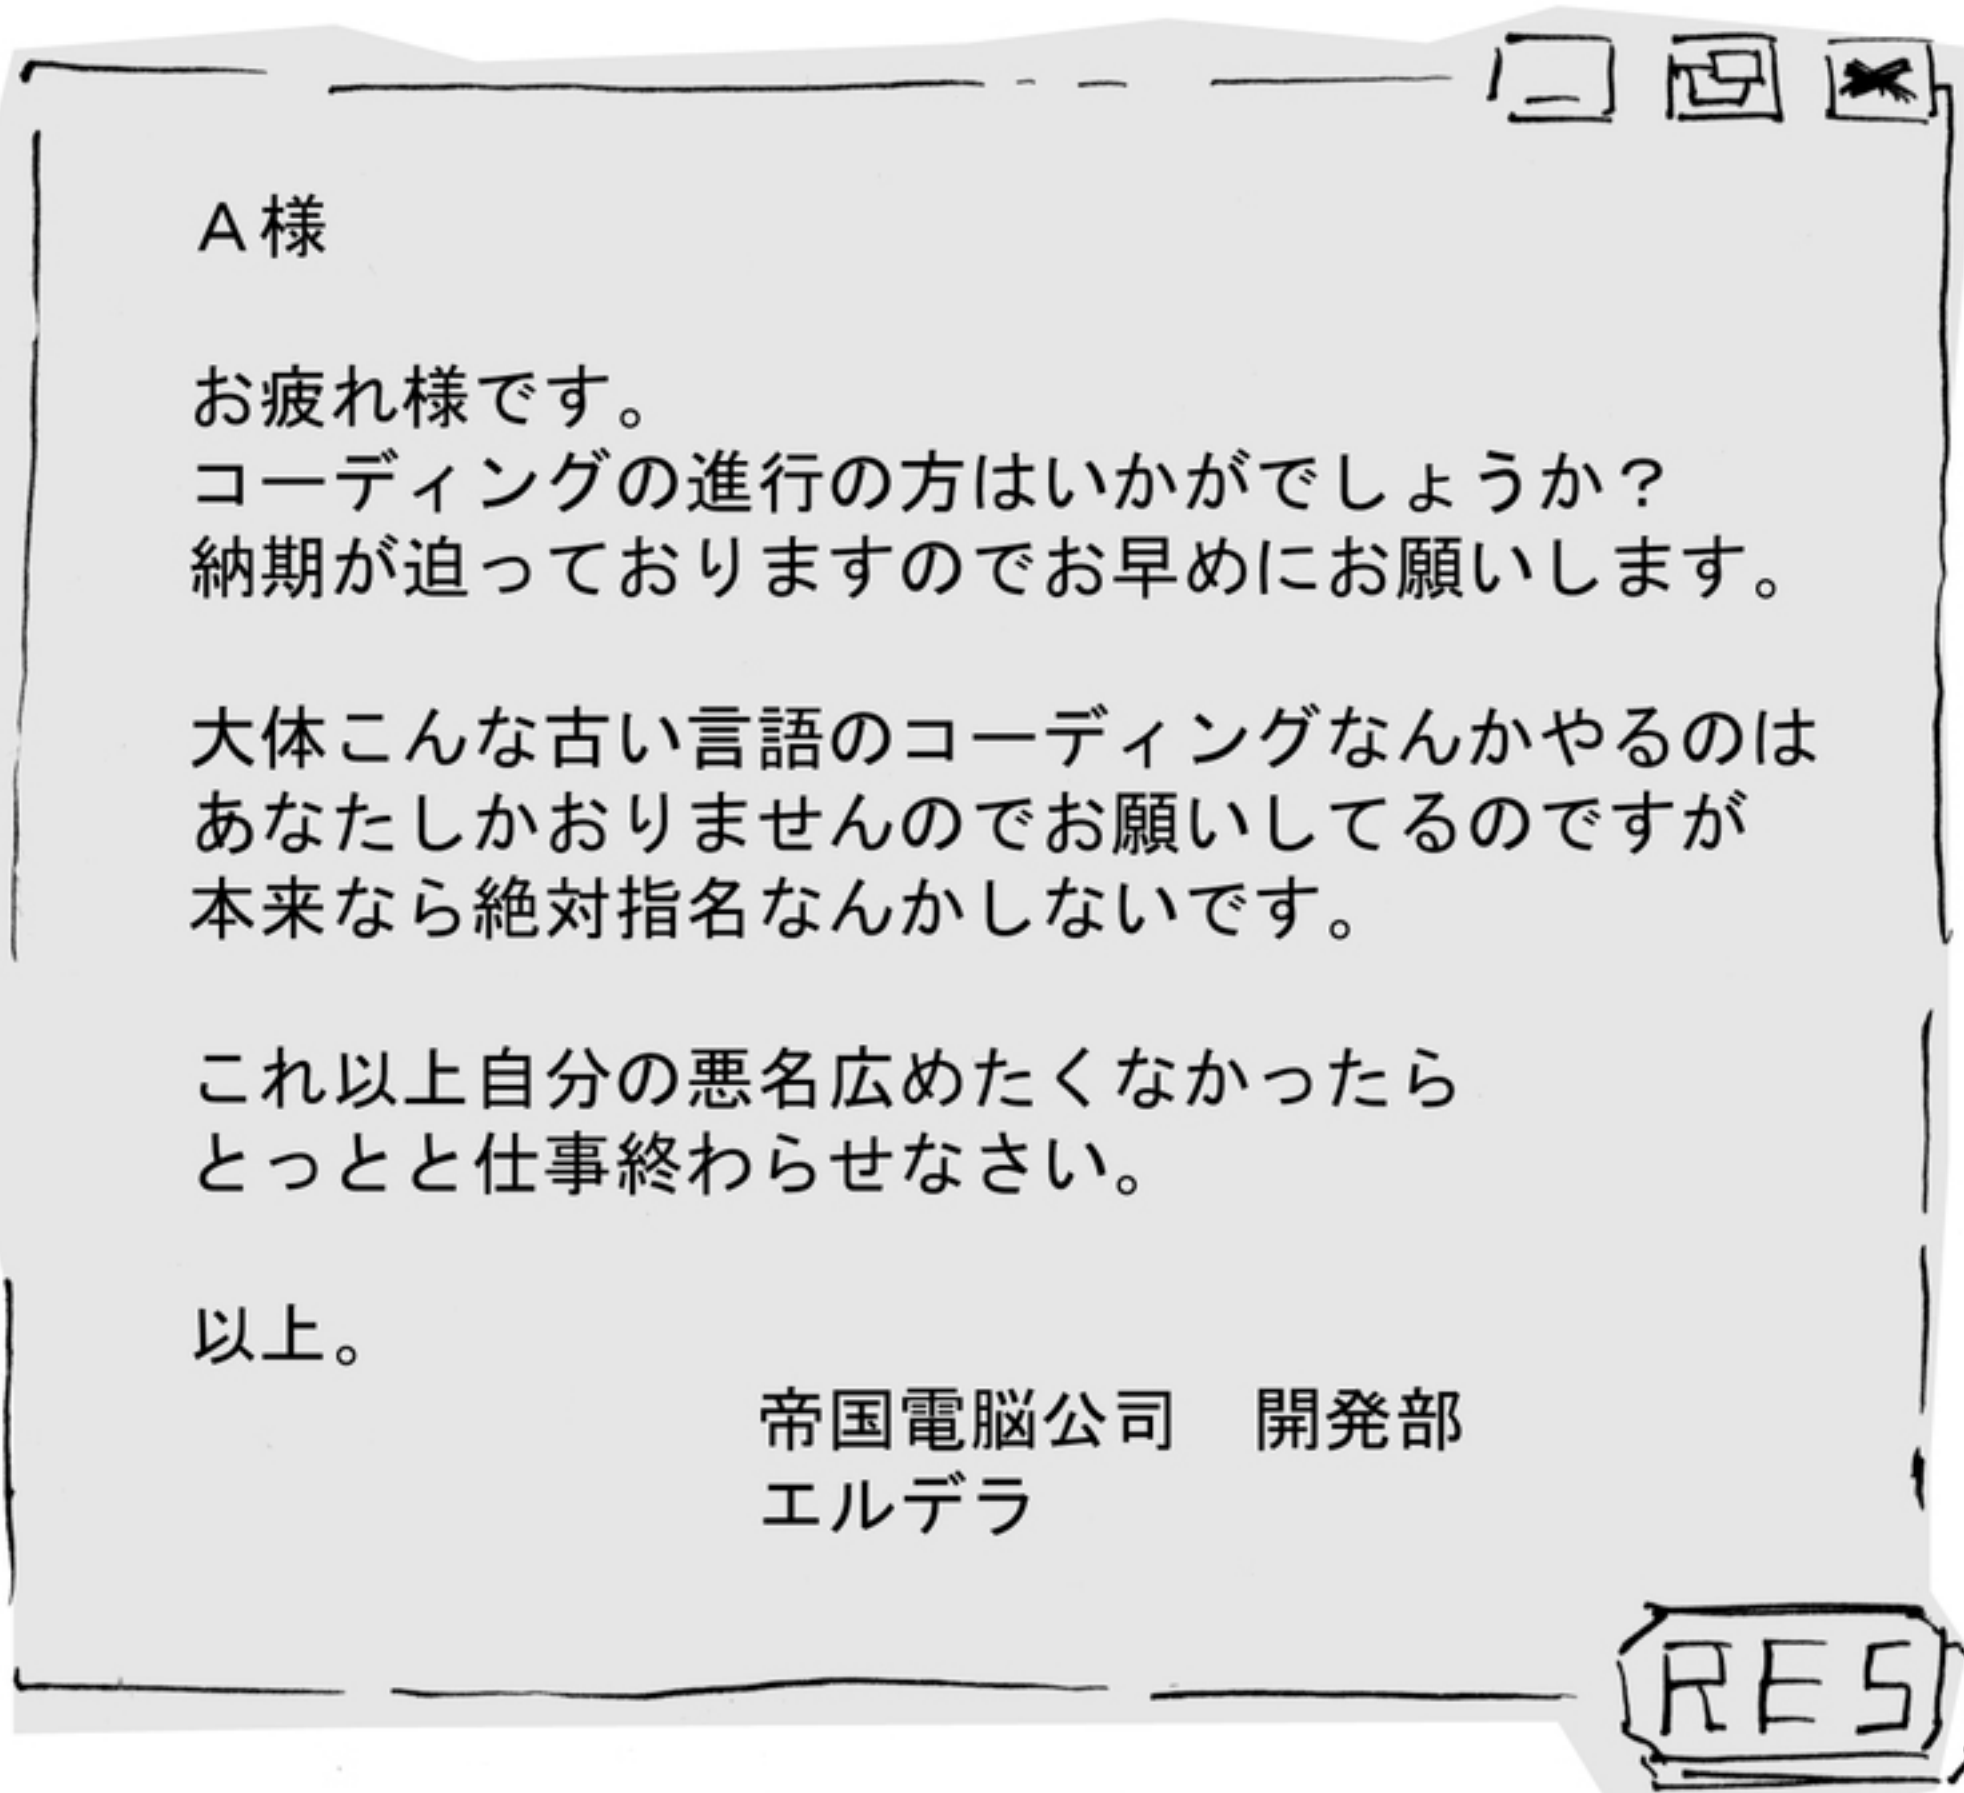 A様
お疲れ様です。
コーディングの進行の方はいかがでしょうか？
納期が迫っておりますのでお早めにお願いします。
大体こんな古い言語のコーディングなんかやるのは
あなたしかおりませんのでお願いしてるのですが
本来なら絶対指名なんかしないです。
これ以上自分の悪名広めたくなかったら
とっとと仕事終わらせなさい。
以上。
帝国電脳公司　開発部
エルデラ
RES